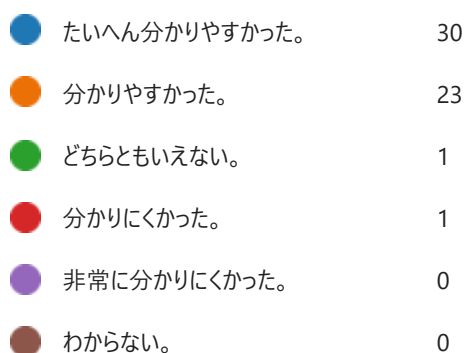 たいへん分かりやすかった。 30
分かりやすかった。 23
どちらともいえない。 1
分かりにくかった。 1
非常に分かりにくかった。 0
わからない。 0